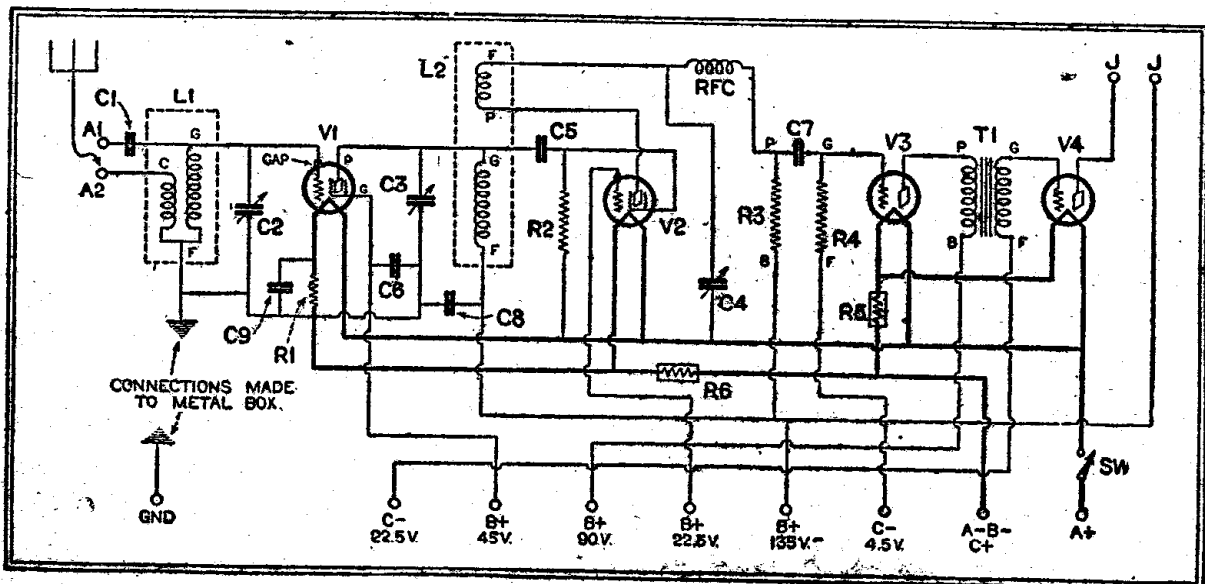 L2
F
P
RFC
J
J
C1
L1
A1
A2
G
C
F
V1
GAP
P
G
C2
C3
G
F
C5
C7
P
G
V3
T1
P
G
V4
R2
V2
R3
R4
B
F
B
F
C6
C9
R1
C8
C4
R5
R6
CONNECTIONS MADE
TO METAL BOX.
SW
GND
C-
22.5V.
B+
45V.
B+
90V.
B+
22.5V.
B+
135V.-
C-
4.5V.
A-B-
C+
A+